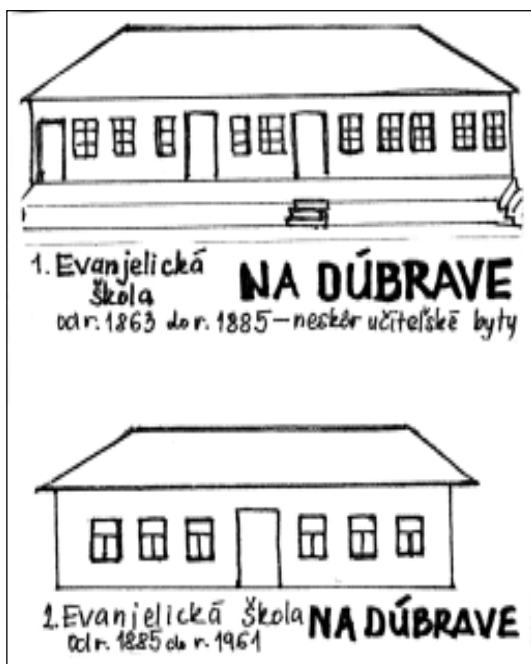 1. Evanjelická
škola NA DÚBRAVE
od r. 1863 do r. 1885 – neskôr učiteľské byty
2. Evanjelická škola NA DÚBRAVE
od r. 1885 do r. 1961